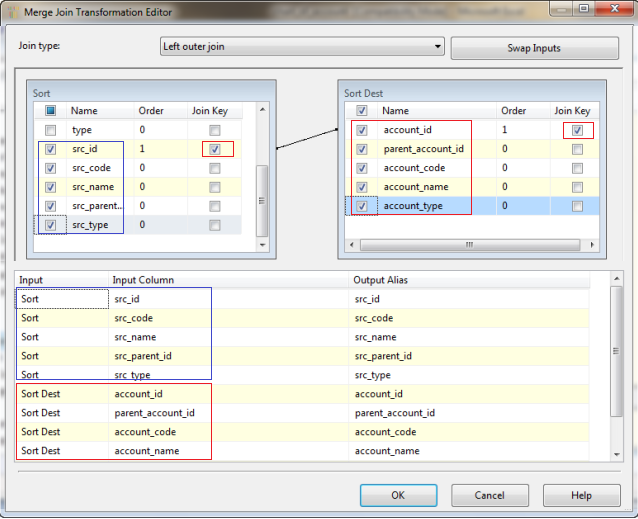 Merge Join Transformation Editor
Join type: Left outer join Swap Inputs
Sort
Name Order Join Key
type 0
src_id 1
src_code 0
src_name 0
src_parent... 0
src_type 0
Sort Dest
Name Order Join Key
account_id 1
parent_account_id 0
account_code 0
account_name 0
account_type 0
Input Input Column Output Alias
Sort src_id src_id
Sort src_code src_code
Sort src_name src_name
Sort src_parent_id src_parent_id
Sort src_type src_type
Sort Dest account_id account_id
Sort Dest parent_account_id parent_account_id
Sort Dest account_code account_code
Sort Dest account_name account_name
OK Cancel Help